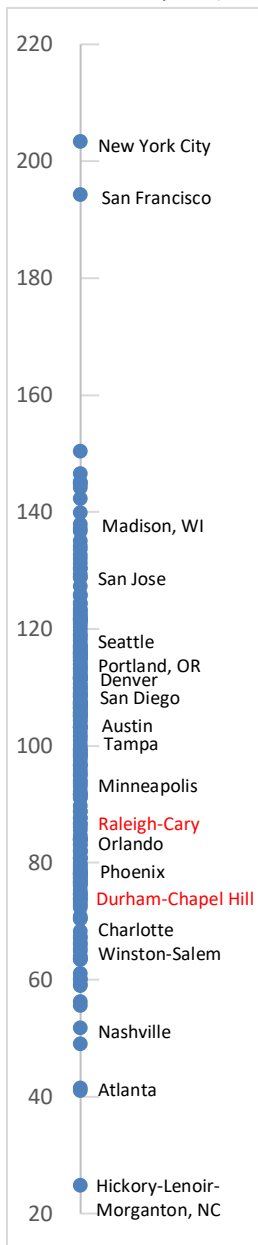 220
200
New York City
San Francisco
180
160
140
Madison, WI
San Jose
120
Seattle
Portland, OR
Denver
San Diego
Austin
100
Tampa
Minneapolis
Raleigh-Cary
Orlando
80
Phoenix
Durham-Chapel Hill
Charlotte
Winston-Salem
60
Nashville
40
Atlanta
Hickory-Lenoir-
20
Morganton, NC